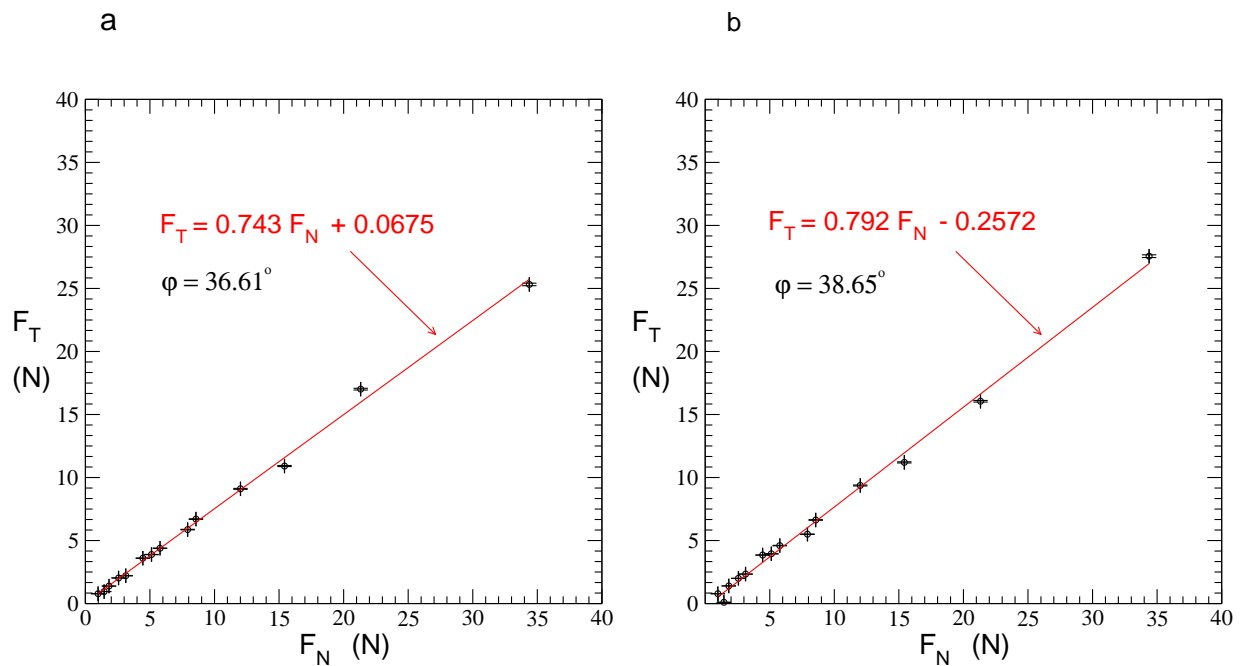 a
40
35
30
25
20
15
10
5
0
F_T
(N)
F_T = 0.743 F_N + 0.0675
φ = 36.61°
0 5 10 15 20 25 30 35 40
F_N (N)
b
40
35
30
25
20
15
10
5
0
F_T
(N)
F_T = 0.792 F_N - 0.2572
φ = 38.65°
5 10 15 20 25 30 35 40
F_N (N)